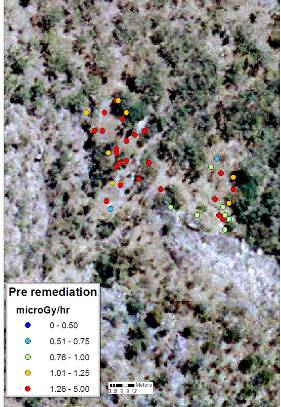 Pre remediation
microGy/hr
0 - 0.50
0.51 - 0.75
0.76 - 1.00
1.01 - 1.25
1.26 - 5.00
Meters